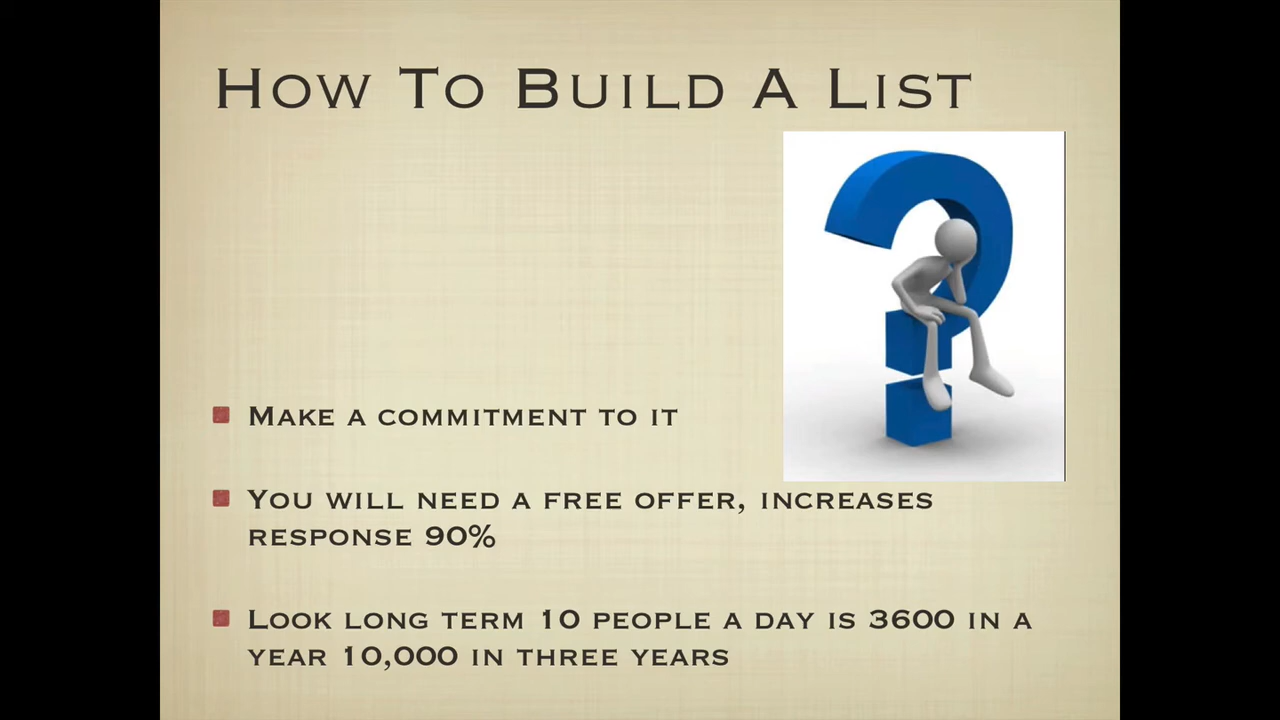 How To Build A List
Make a commitment to it
You will need a free offer, increases
response 90%
Look long term 10 people a day is 3600 in a
year 10,000 in three years